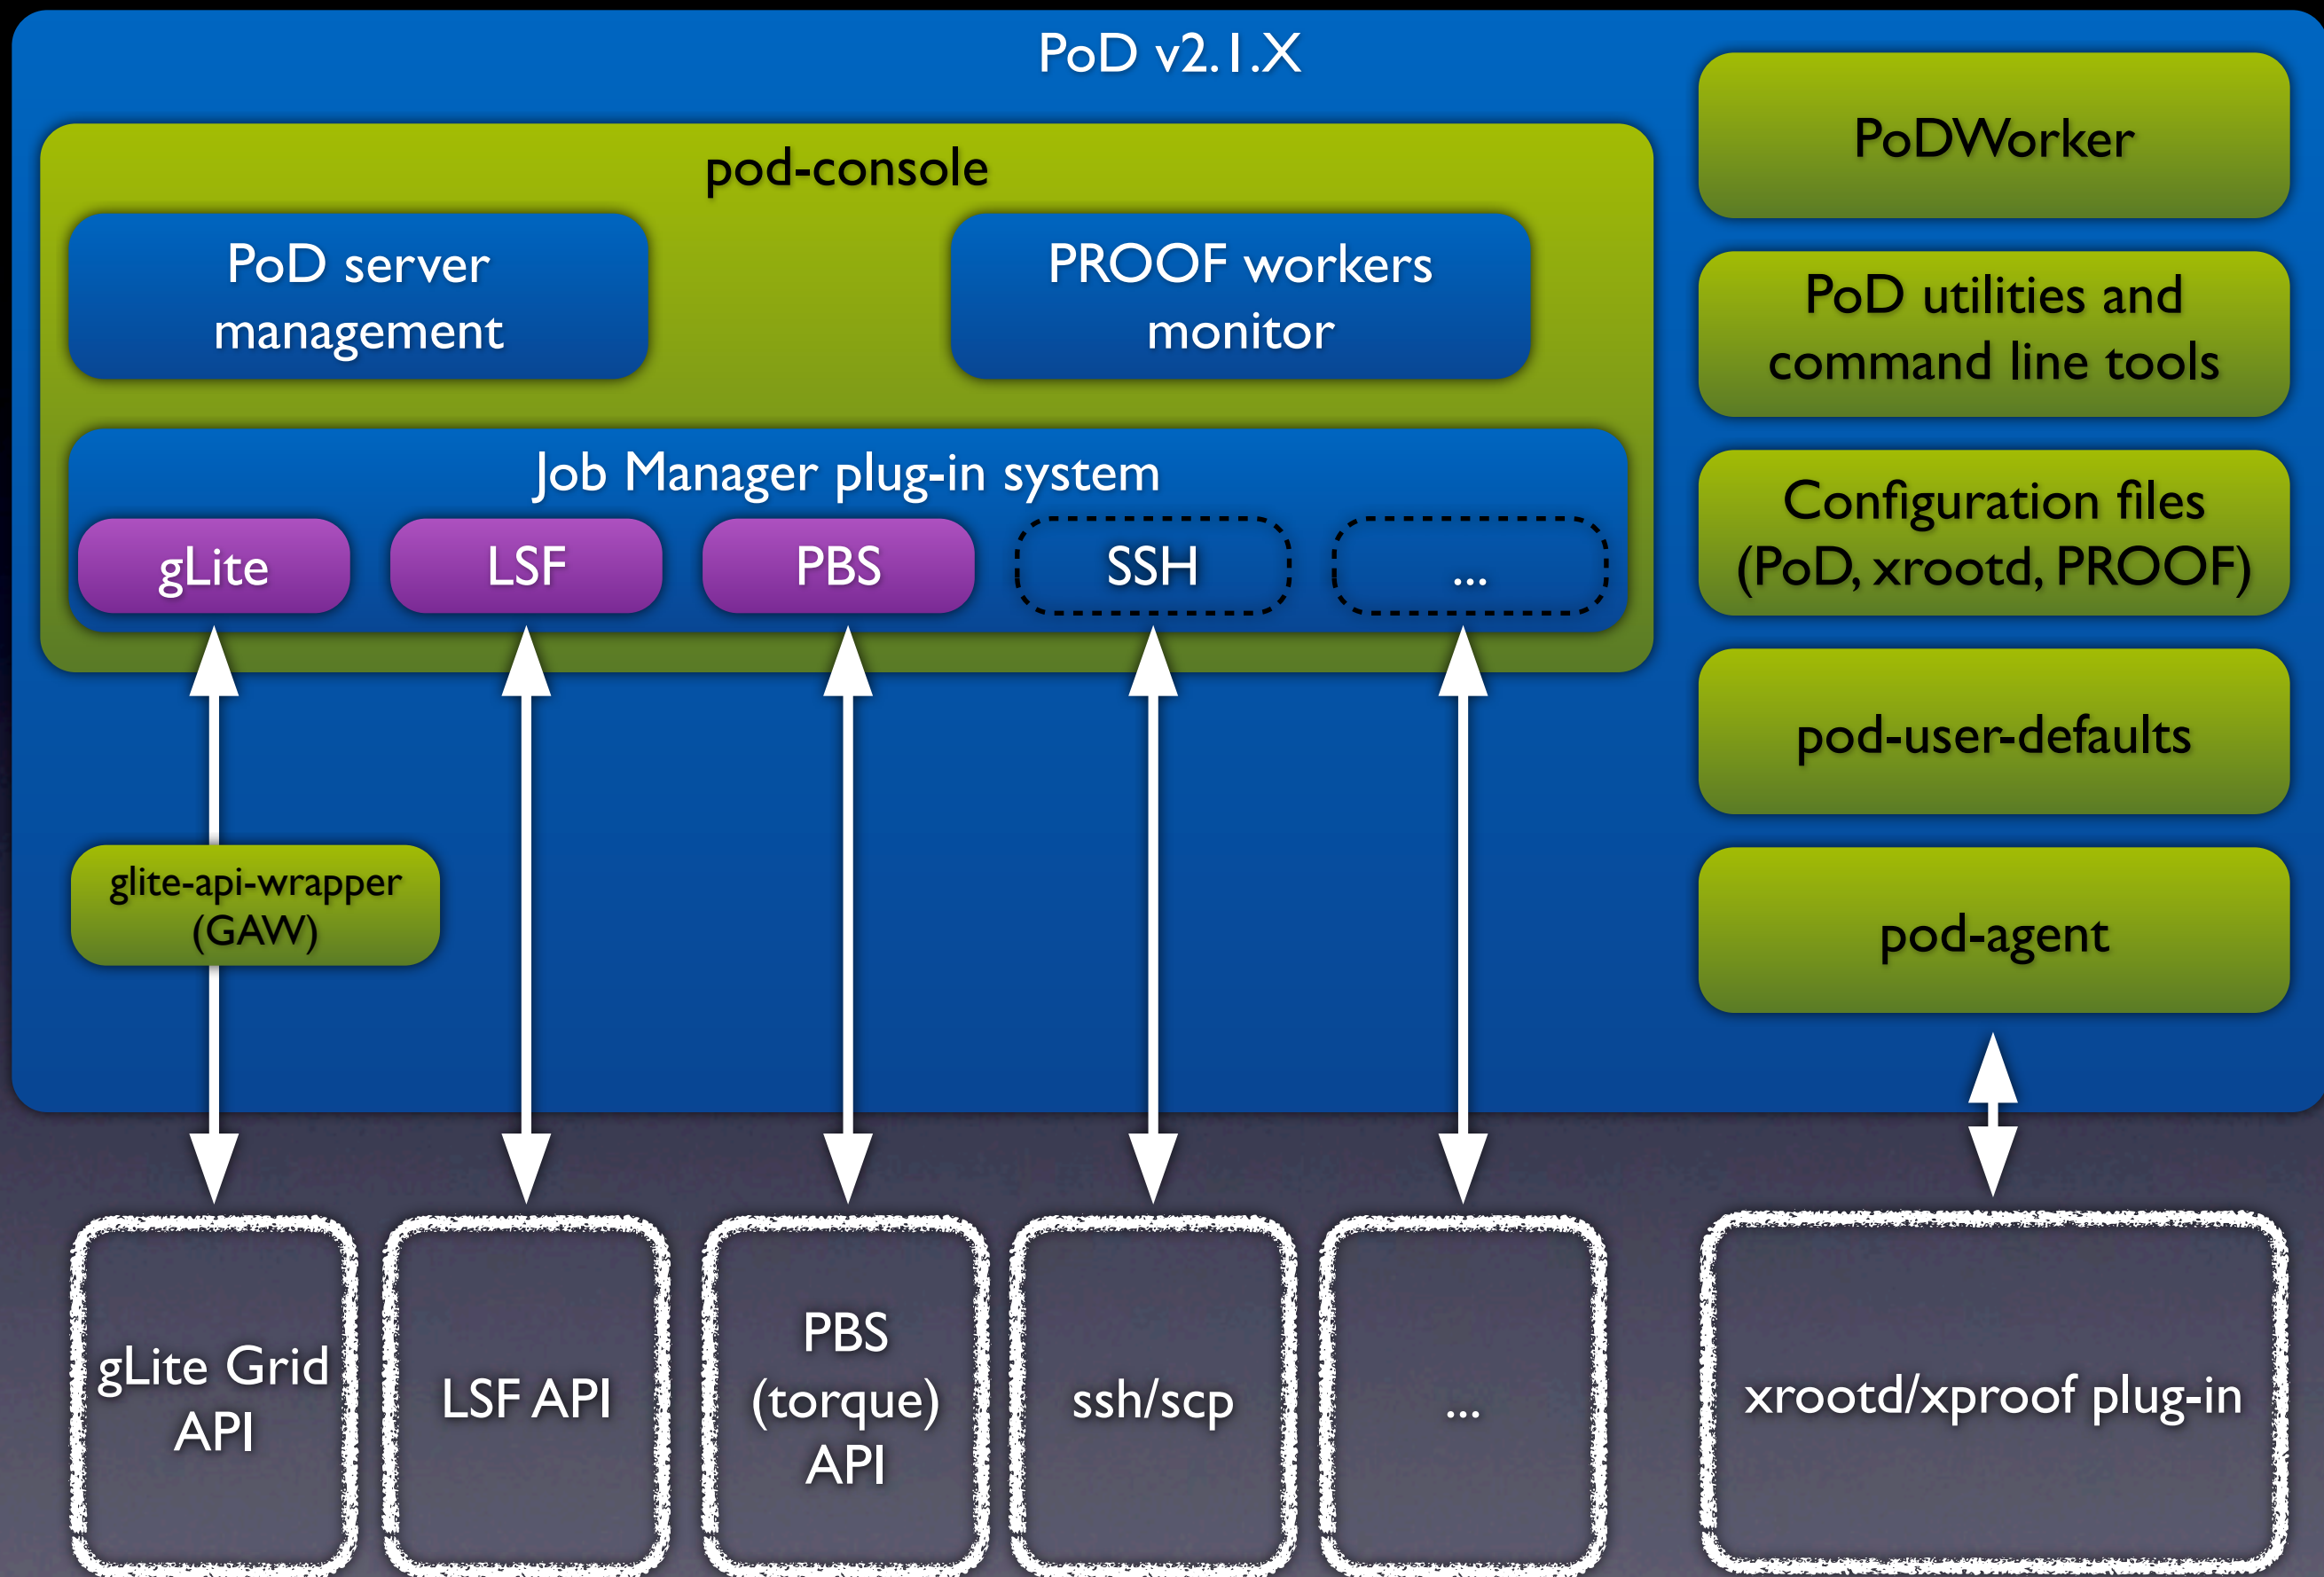 PoD v2.1.X
pod-console
PoD server
management
PROOF workers
monitor
Job Manager plug-in system
gLite
LSF
PBS
SSH
...
glite-api-wrapper
(GAW)
PoDWorker
PoD utilities and
command line tools
Configuration files
(PoD, xrootd, PROOF)
pod-user-defaults
pod-agent
gLite Grid
API
LSF API
PBS
(torque)
API
ssh/scp
...
xrootd/xproof plug-in